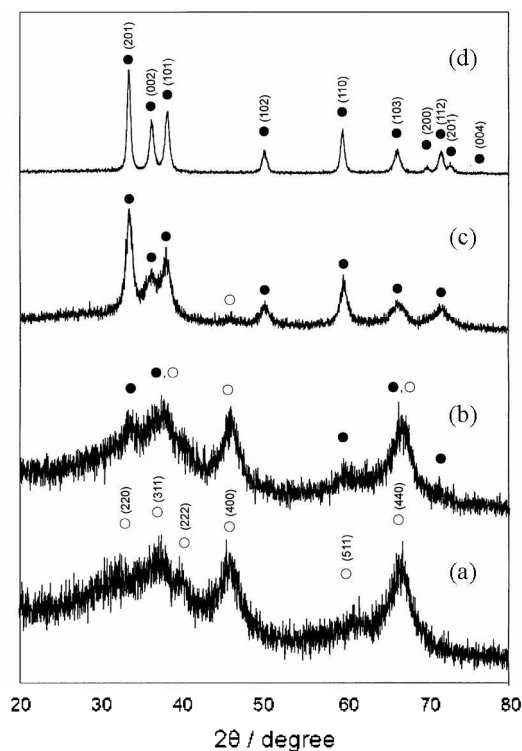 (201)
(002)
(101)
(102)
(110)
(103)
(200)
(112)
(201)
(004)
(d)
(c)
(b)
(220)
(311)
(222)
(400)
(511)
(440)
(a)
20 30 40 50 60 70 80
2θ / degree